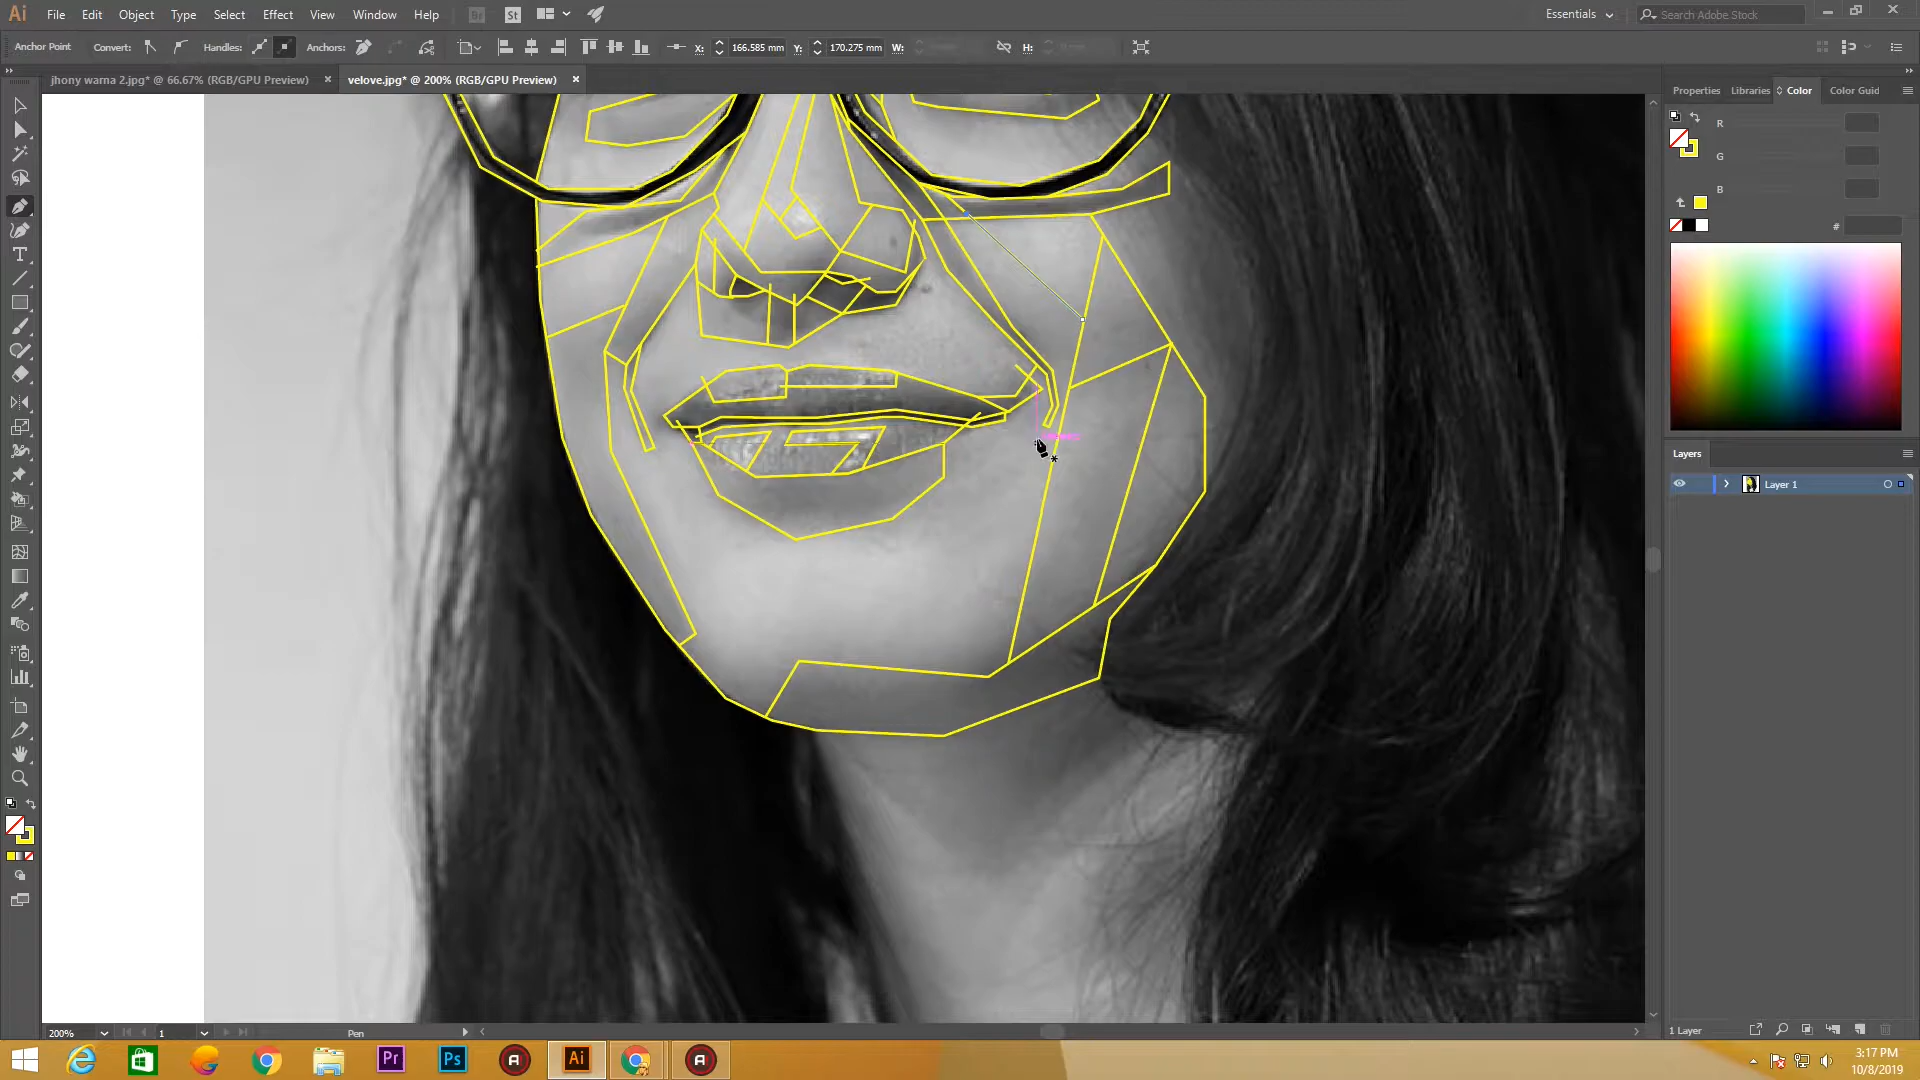 Ai File Edit Object Type Select Effect View Window Help Br St Essentials Search Adobe Stock
Anchor Point Convert: Handles: Anchors: X: 166.585 mm Y: 170.275 mm W: H:
jhony warna 2.jpg* @ 66.67% (RGB/GPU Preview) × velove.jpg* @ 200% (RGB/GPU Preview) ×
Properties Libraries Color Color Guid
R
G
B
#
Layers
Layer 1
200% 1 Pen
1 Layer
Pr Ps Ai
3:17 PM
10/8/2019